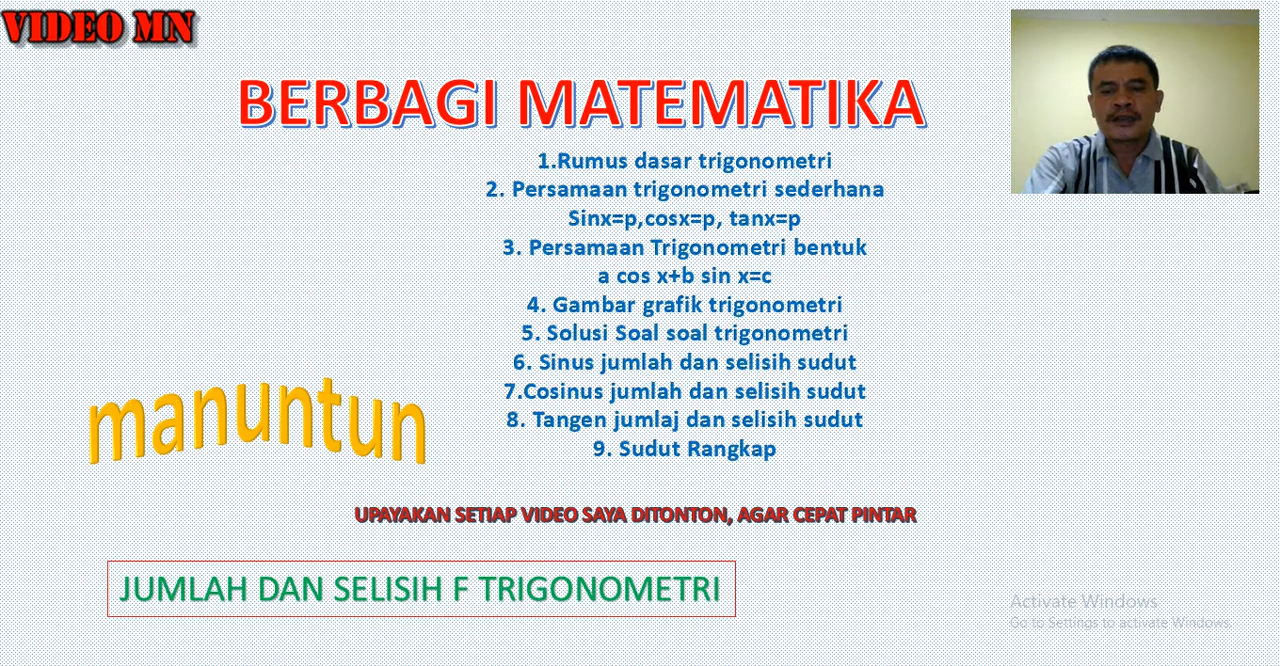 VIDEO MN
BERBAGI MATEMATIKA
1.Rumus dasar trigonometri
2. Persamaan trigonometri sederhana
Sinx=p,cosx=p, tanx=p
3. Persamaan Trigonometri bentuk
a cos x+b sin x=c
4. Gambar grafik trigonometri
5. Solusi Soal soal trigonometri
6. Sinus jumlah dan selisih sudut
7.Cosinus jumlah dan selisih sudut
8. Tangen jumlaj dan selisih sudut
9. Sudut Rangkap
manuntun
UPAYAKAN SETIAP VIDEO SAYA DITONTON, AGAR CEPAT PINTAR
JUMLAH DAN SELISIH F TRIGONOMETRI
Activate Windows
Go to Settings to activate Windows.